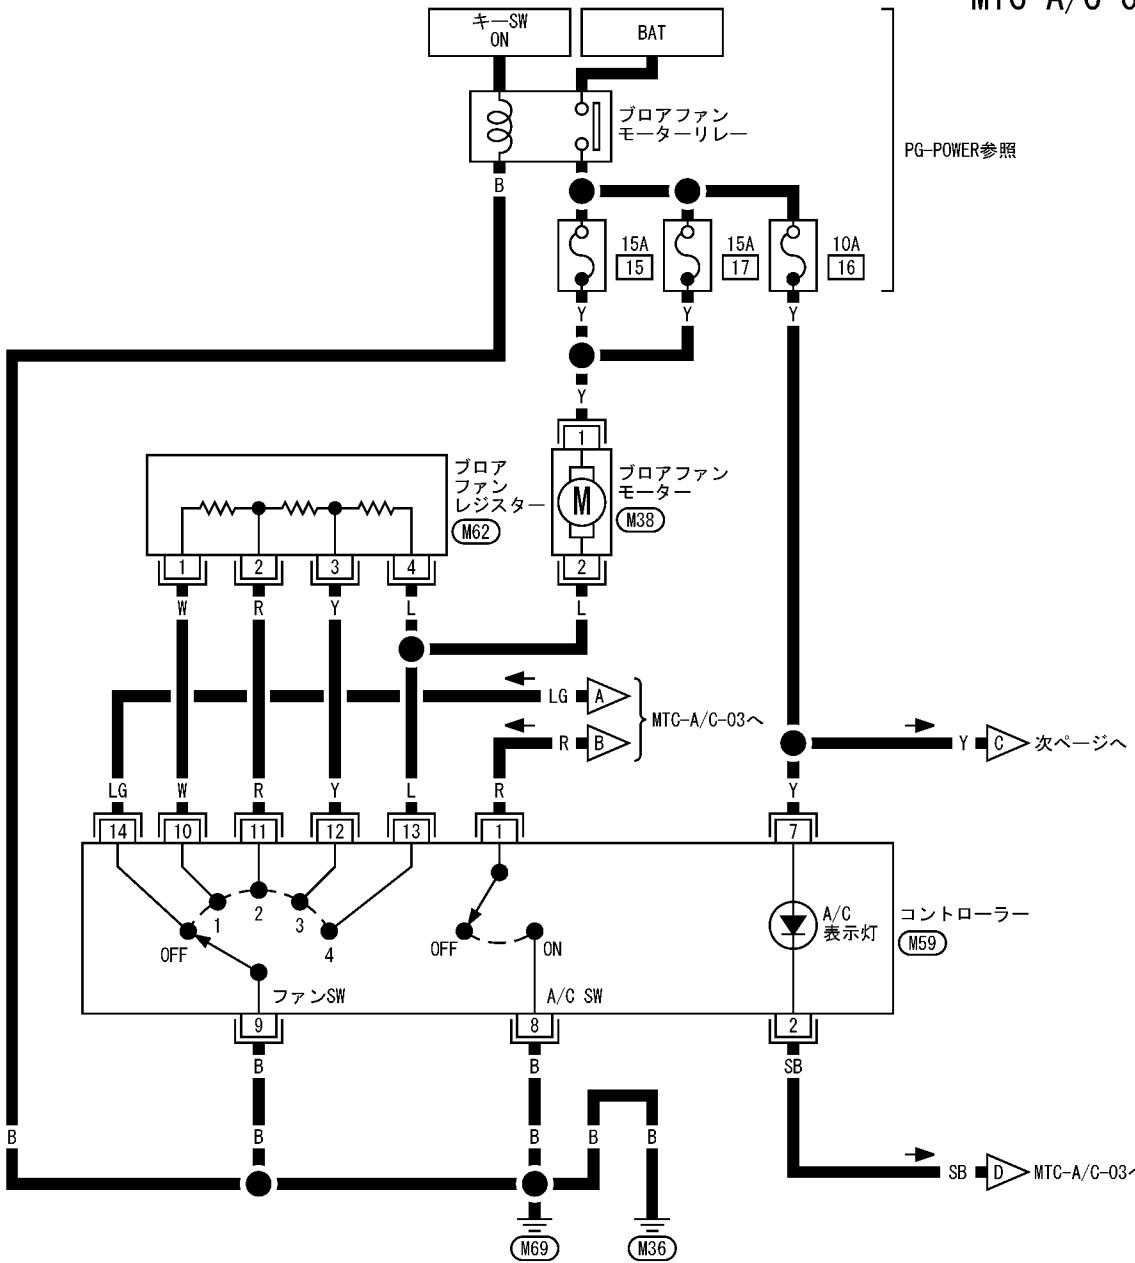 MTC A/C
キーSW
ON
BAT
ブロアファン
モーターリレー
PG-POWER参照
B
15A
15
15A
17
10A
16
Y
Y
Y
Y
1
ブロア
ファン
レジスター
M62
M
ブロアファン
モーター
M38
1
2
3
4
2
W
R
Y
L
L
LG
A
R
B
MTC-A/C-03へ
Y
C
次ページへ
LG
W
R
Y
L
R
Y
14
10
11
12
13
1
7
1
2
3
4
OFF
ファンSW
OFF
ON
A/C SW
A/C
表示灯
コントローラー
M59
9
8
2
B
B
SB
B
B
B
B
B
SB
D
MTC-A/C-03へ
M69
M36